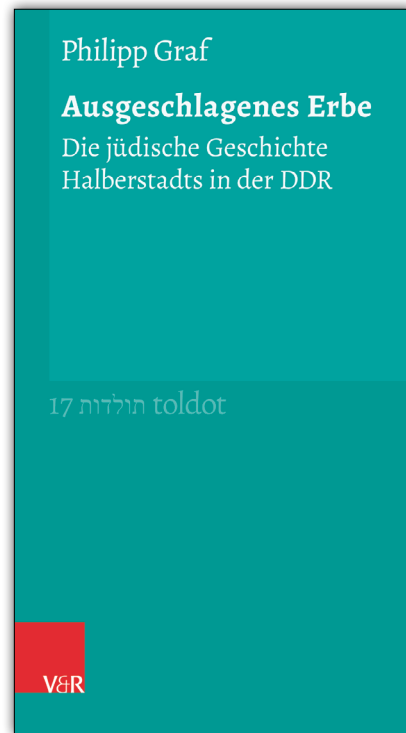 Philipp Graf
Ausgeschlagenes Erbe
Die jüdische Geschichte
Halberstadts in der DDR
17 תולדות toldot
V&R